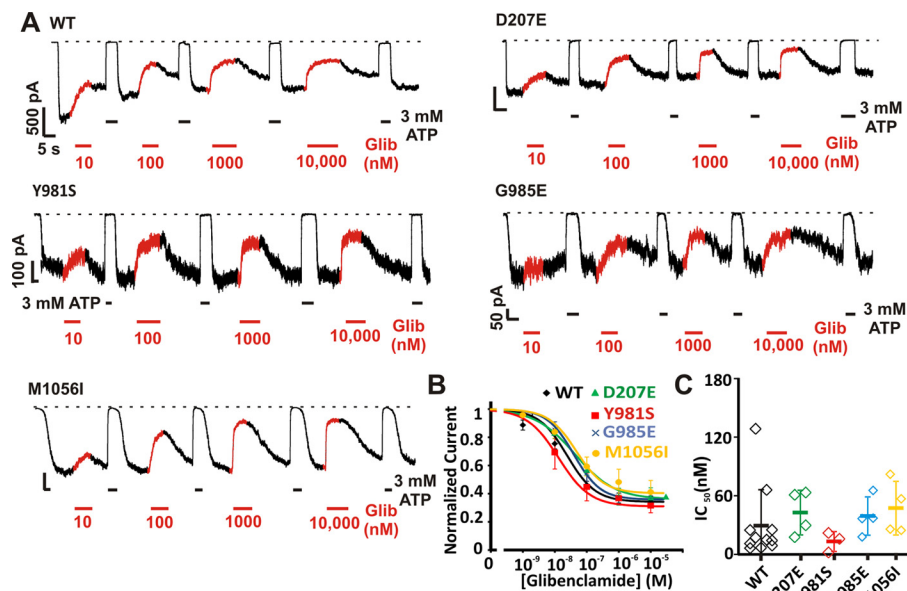 A
WT
500 pA
5 s
3 mM
ATP
10
100
1000
10,000
Glib
(nM)
D207E
3 mM
ATP
10
100
1000
10,000
Glib
(nM)
Y981S
100 pA
3 mM ATP
10
100
1000
10,000
Glib
(nM)
G985E
50 pA
3 mM
ATP
10
100
1000
10,000
Glib
(nM)
M1056I
3 mM
ATP
10
100
1000
10,000
Glib
(nM)
B
WT
D207E
Y981S
G985E
M1056I
Normalized Current
1
0.8
0.6
0.4
0.2
0
0 10⁻⁹ 10⁻⁸ 10⁻⁷ 10⁻⁶ 10⁻⁵
[Glibenclamide] (M)
C
IC₅₀(nM)
180
120
60
0
WT
207E
981S
985E
1056I